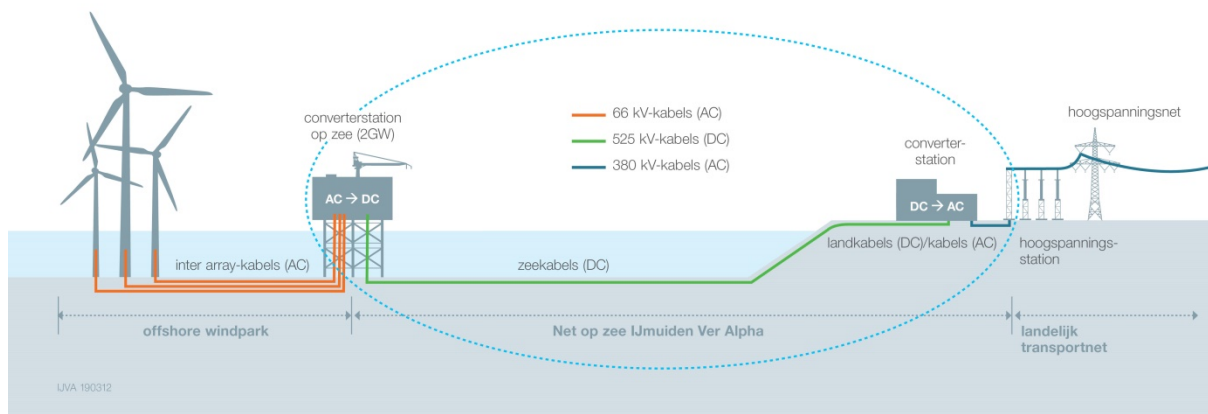 66 kV-kabels (AC)
525 kV-kabels (DC)
380 kV-kabels (AC)
converterstation
op zee (2GW)
AC → DC
hoogspanningsnet
converter-
station
DC → AC
inter array-kabels (AC)
zeekabels (DC)
landkabels (DC)/kabels (AC)
hoogspannings-
station
offshore windpark
Net op zee IJmuiden Ver Alpha
landelijk
transportnet
IJVA 190312